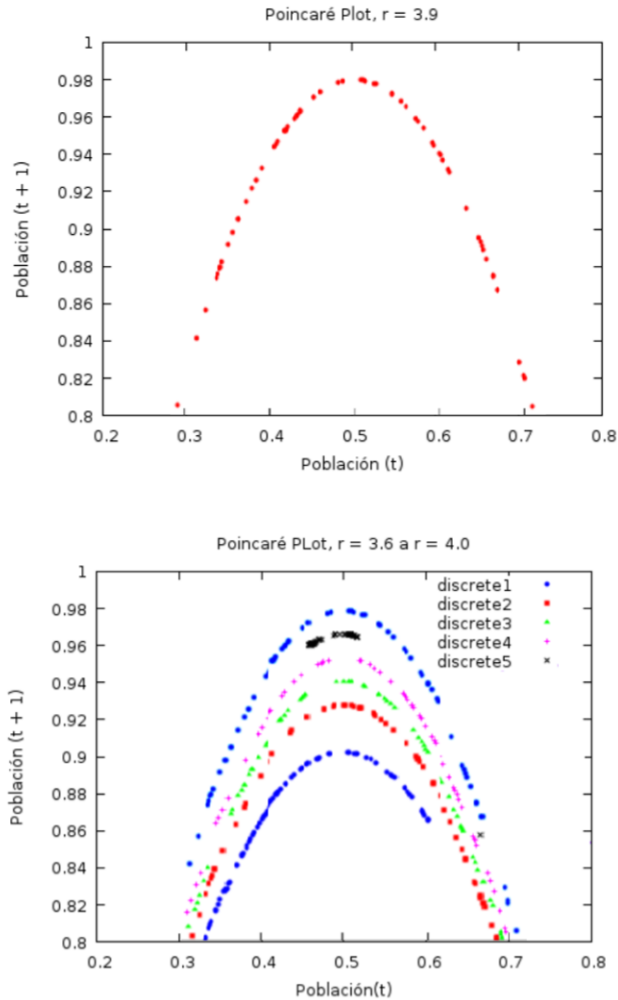 Poincaré Plot, r = 3.9
1
0.98
0.96
0.94
0.92
0.9
0.88
0.86
0.84
0.82
0.8
Población (t + 1)
0.2 0.3 0.4 0.5 0.6 0.7 0.8
Población (t)
Poincaré PLot, r = 3.6 a r = 4.0
1
0.98
0.96
0.94
0.92
0.9
0.88
0.86
0.84
0.82
0.8
Población (t + 1)
discrete1
discrete2
discrete3
discrete4
discrete5
0.2 0.3 0.4 0.5 0.6 0.7 0.8
Población(t)